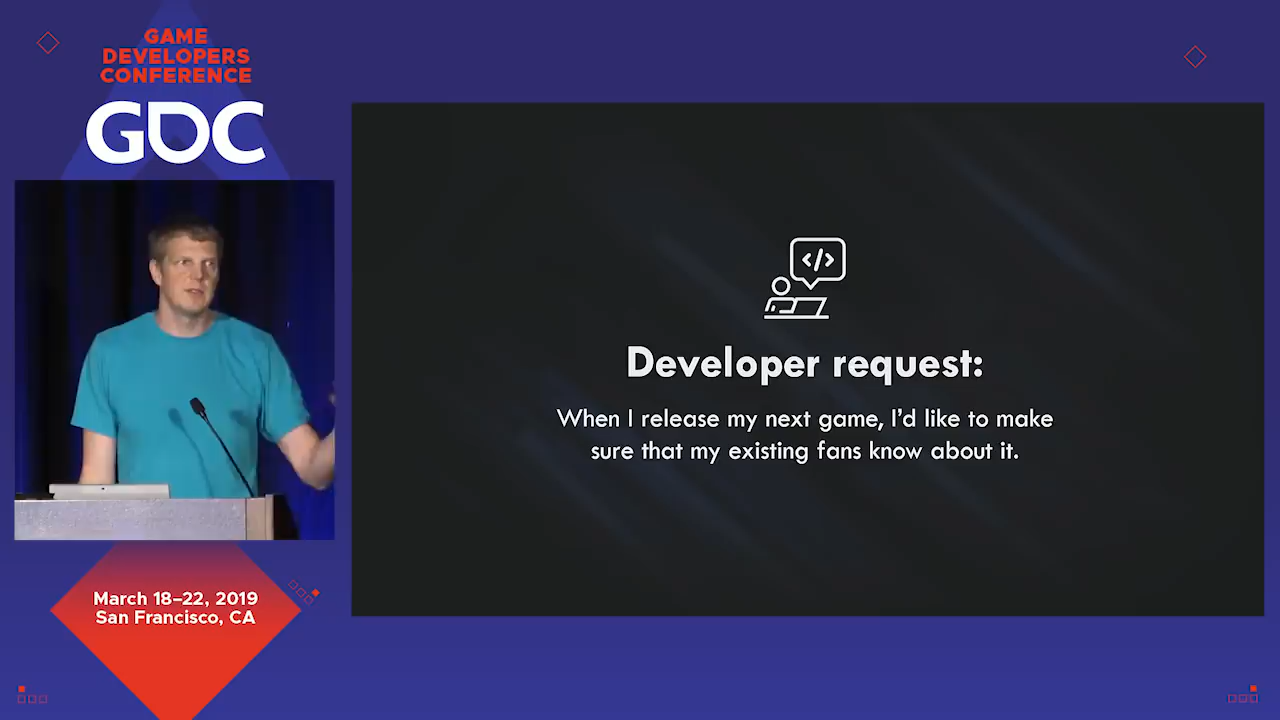 GAME
DEVELOPERS
CONFERENCE
GDC
</>
Developer request:
When I release my next game, I'd like to make
sure that my existing fans know about it.
March 18–22, 2019
San Francisco, CA